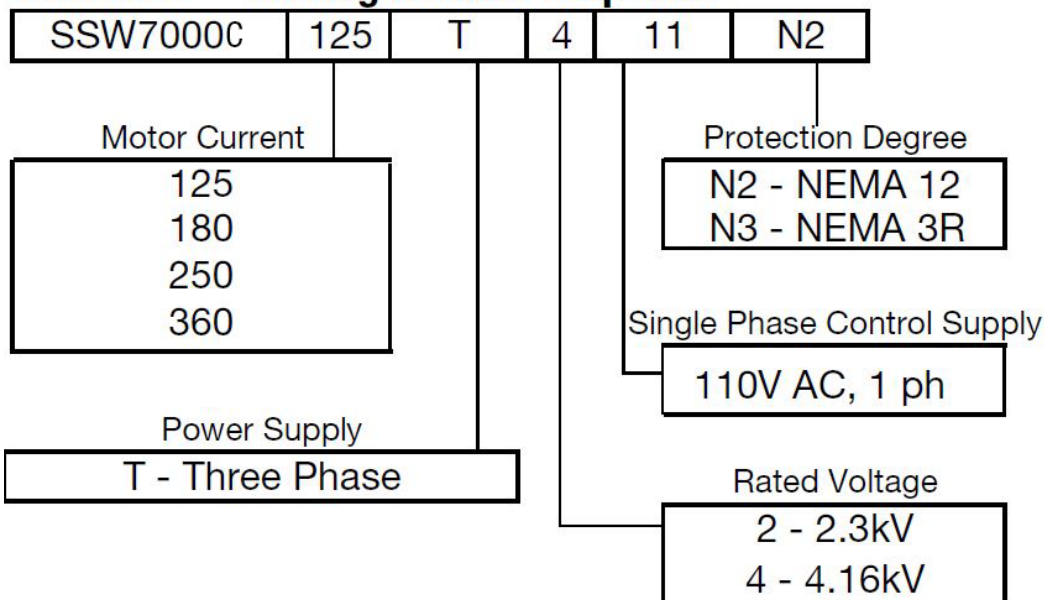 SSW7000C 125 T 4 11 N2
Motor Current
125
180
250
360
Protection Degree
N2 - NEMA 12
N3 - NEMA 3R
Single Phase Control Supply
110V AC, 1 ph
Power Supply
T - Three Phase
Rated Voltage
2 - 2.3kV
4 - 4.16kV